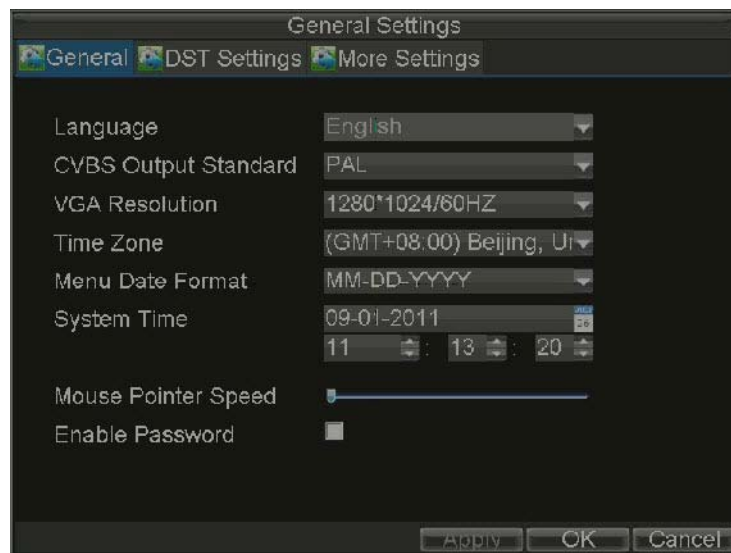 General Settings
General DST Settings More Settings
Language English
CVBS Output Standard PAL
VGA Resolution 1280*1024/60HZ
Time Zone (GMT+08:00) Beijing, Ur
Menu Date Format MM-DD-YYYY
System Time 09-01-2011
11 : 13 : 20
Mouse Pointer Speed
Enable Password
Apply OK Cancel